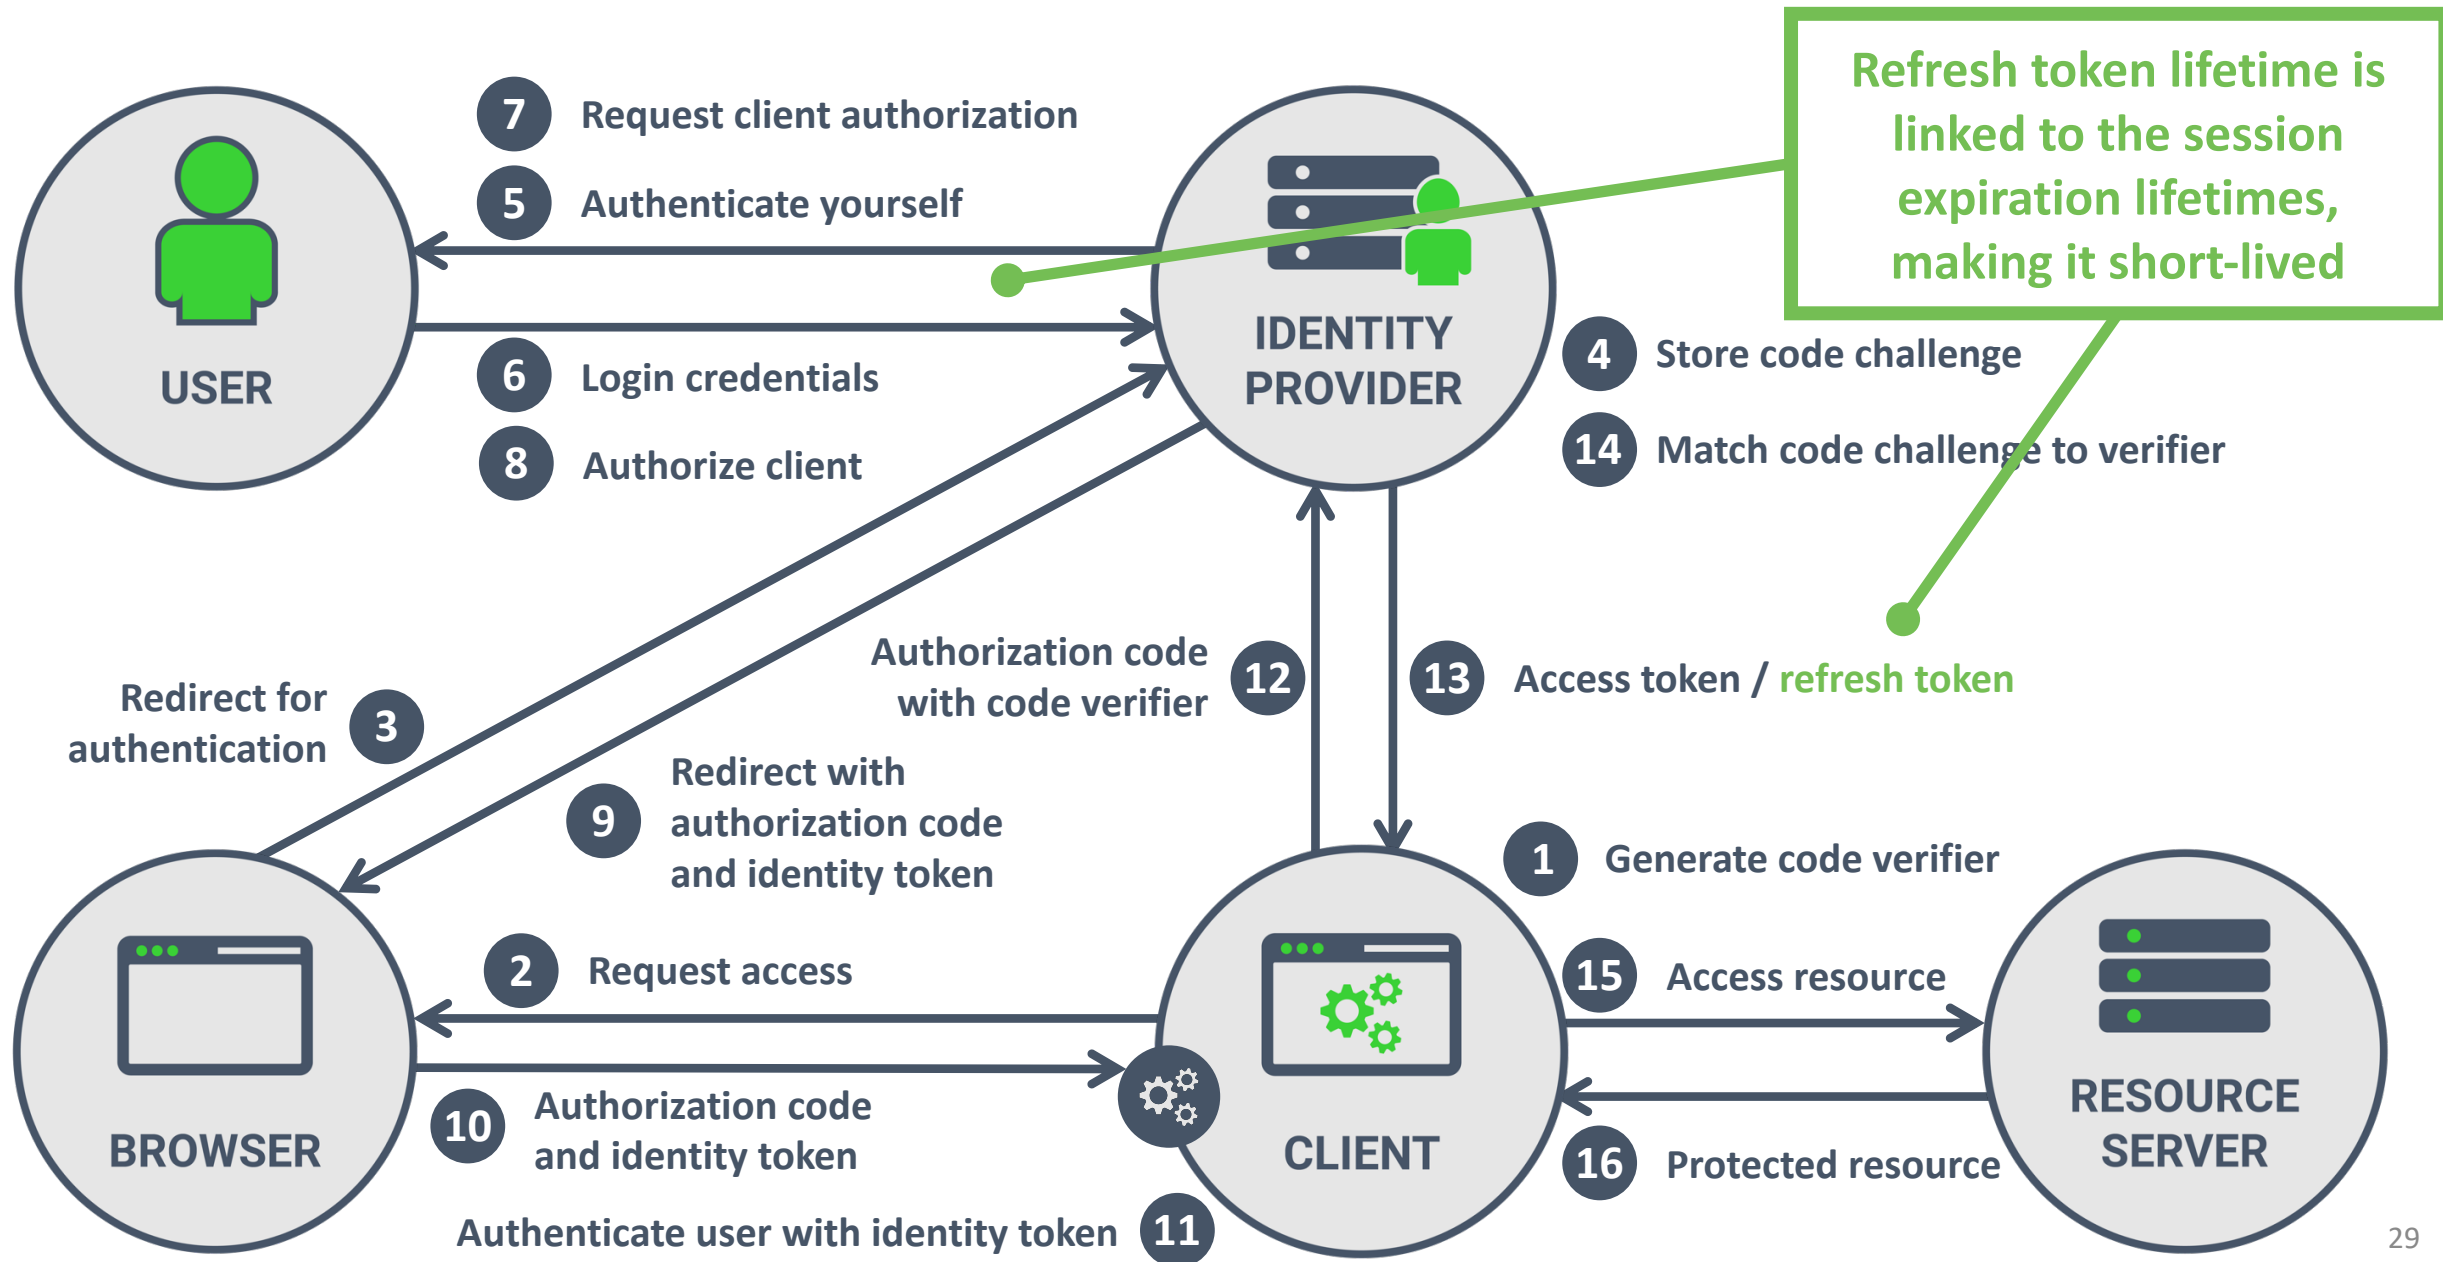 Refresh token lifetime is
linked to the session
expiration lifetimes,
making it short-lived
7 Request client authorization
5 Authenticate yourself
USER
6 Login credentials
8 Authorize client
IDENTITY
PROVIDER
4 Store code challenge
14 Match code challenge to verifier
Redirect for
authentication
3
Authorization code
with code verifier
12
13 Access token / refresh token
9
Redirect with
authorization code
and identity token
1 Generate code verifier
2 Request access
15 Access resource
BROWSER
10
Authorization code
and identity token
CLIENT
16 Protected resource
RESOURCE
SERVER
Authenticate user with identity token 11
29